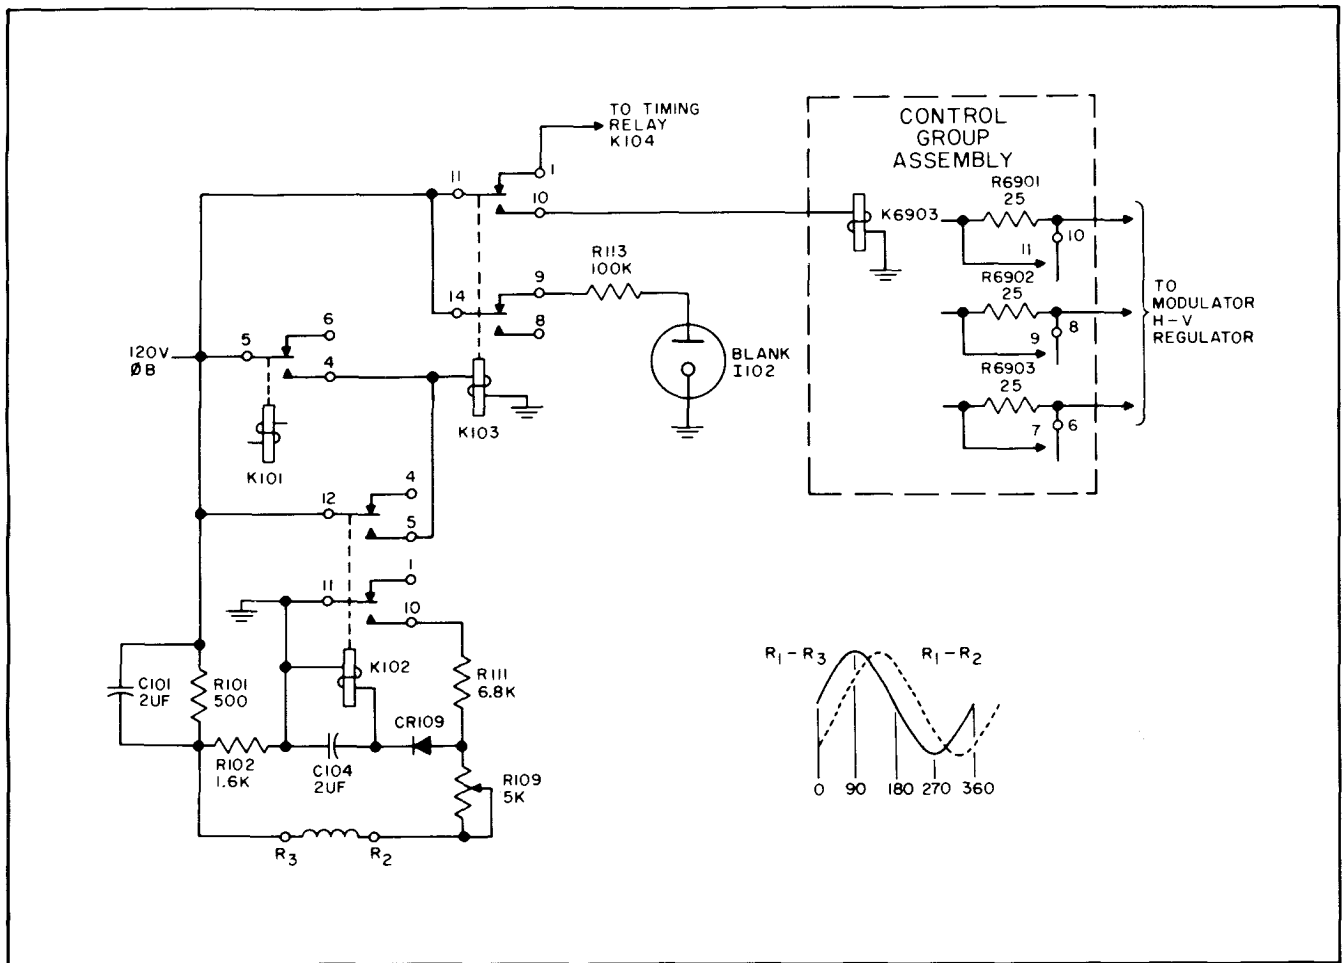 TO TIMING
RELAY
K104
CONTROL
GROUP
ASSEMBLY
11
1
10
K6903
R6901
25
10
11
R6902
25
8
9
R6903
25
6
7
TO
MODULATOR
H-V
REGULATOR
R113
100K
14
9
8
BLANK
I102
120V
ØB
5
6
4
K101
K103
12
4
5
11
1
10
K102
C101
2UF
R101
500
R102
1.6K
C104
2UF
CR109
R111
6.8K
R109
5K
R3
R2
R1-R3
R1-R2
0
90
180
270
360